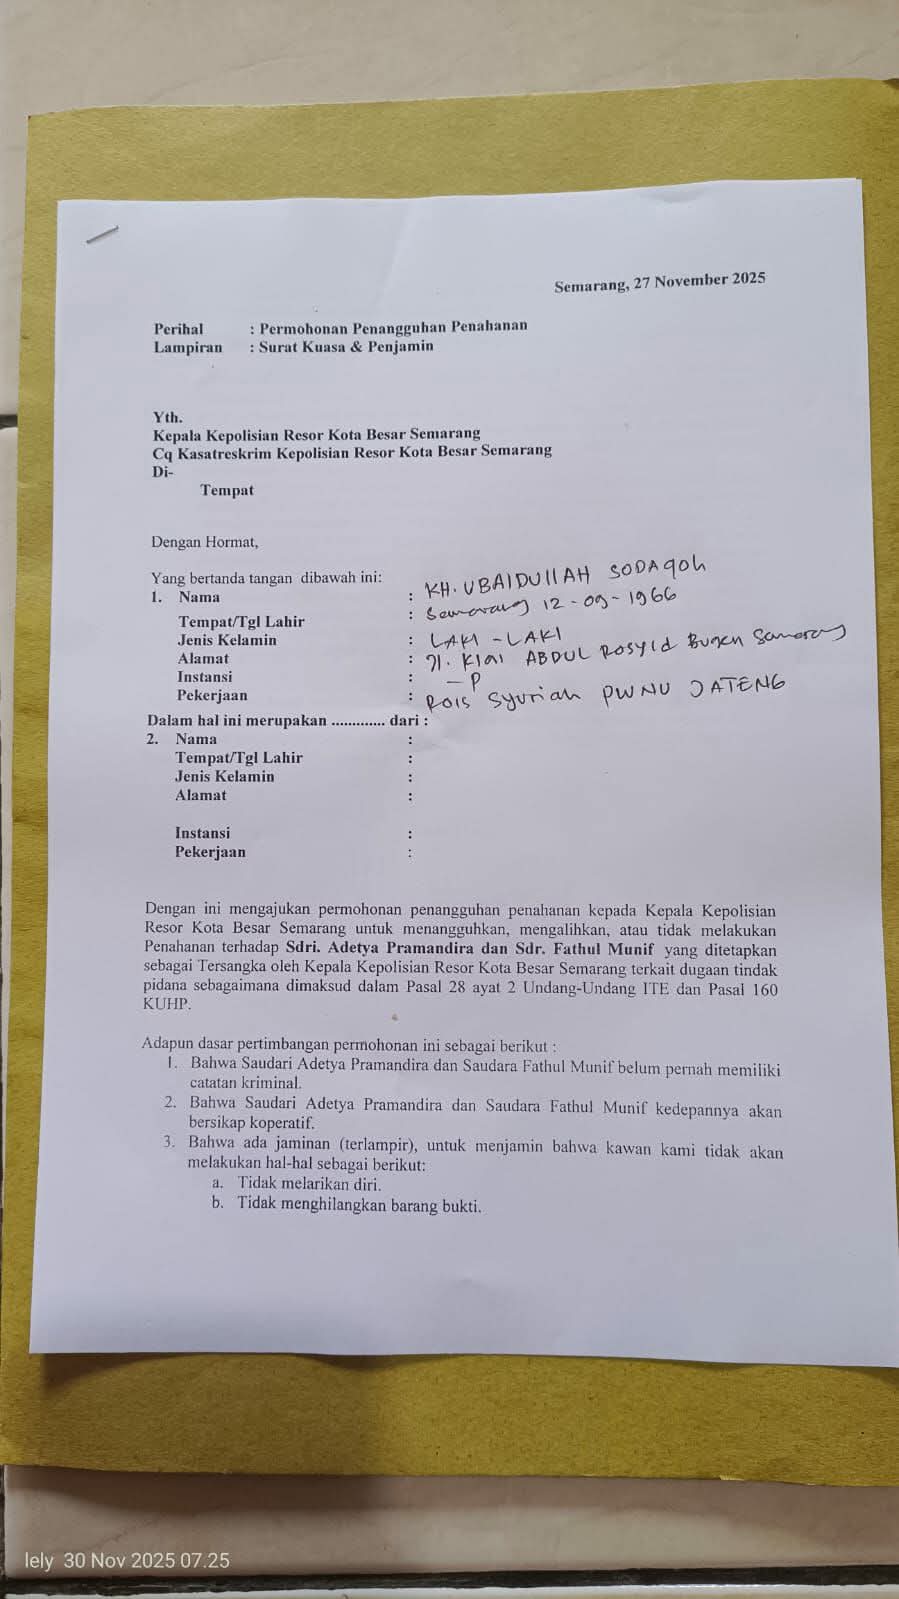 Semarang, 27 November 2025
Perihal : Permohonan Penangguhan Penahanan
Lampiran : Surat Kuasa & Penjamin
Yth.
Kepala Kepolisian Resor Kota Besar Semarang
Cq Kasatreskrim Kepolisian Resor Kota Besar Semarang
Di-
Tempat
Dengan Hormat,
Yang bertanda tangan dibawah ini:
1. Nama : KH. UBAIDUllAH SODAqoh
Tempat/Tgl Lahir : Semarang 12-09-1966
Jenis Kelamin : LAKI-LAKI
Alamat : Jl. KIai ABDUL Rosyid Bugen Semarang
Instansi : –
Pekerjaan : ROIS Syuriah PWNU JATENG
Dalam hal ini merupakan ............. dari :
2. Nama :
Tempat/Tgl Lahir :
Jenis Kelamin :
Alamat :
Instansi :
Pekerjaan :
Dengan ini mengajukan permohonan penangguhan penahanan kepada Kepala Kepolisian
Resor Kota Besar Semarang untuk menangguhkan, mengalihkan, atau tidak melakukan
Penahanan terhadap Sdri. Adetya Pramandira dan Sdr. Fathul Munif yang ditetapkan
sebagai Tersangka oleh Kepala Kepolisian Resor Kota Besar Semarang terkait dugaan tindak
pidana sebagaimana dimaksud dalam Pasal 28 ayat 2 Undang-Undang ITE dan Pasal 160
KUHP.
Adapun dasar pertimbangan permohonan ini sebagai berikut :
1. Bahwa Saudari Adetya Pramandira dan Saudara Fathul Munif belum pernah memiliki
catatan kriminal.
2. Bahwa Saudari Adetya Pramandira dan Saudara Fathul Munif kedepannya akan
bersikap koperatif.
3. Bahwa ada jaminan (terlampir), untuk menjamin bahwa kawan kami tidak akan
melakukan hal-hal sebagai berikut:
a. Tidak melarikan diri.
b. Tidak menghilangkan barang bukti.
lely 30 Nov 2025 07.25